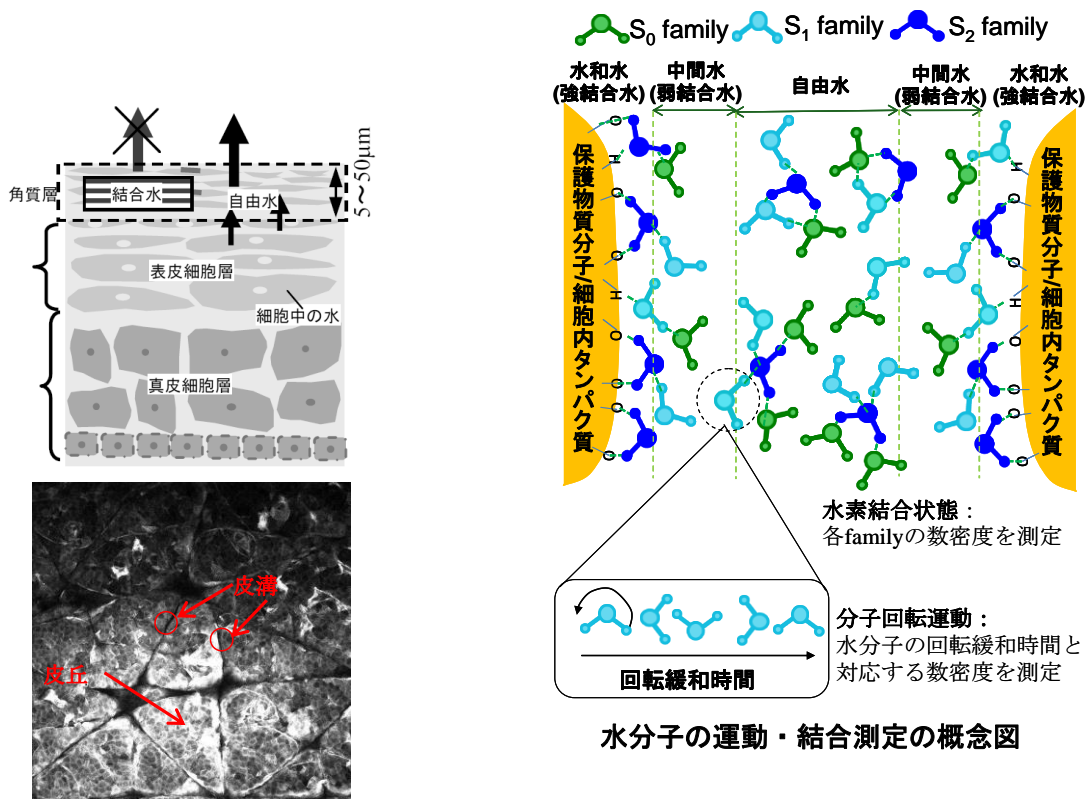 S0 family
S1 family
S2 family
水和水
(強結合水)
中間水
(弱結合水)
自由水
中間水
(弱結合水)
水和水
(強結合水)
角質層
結合水
自由水
5～50μm
表皮細胞層
細胞中の水
真皮細胞層
皮溝
皮丘
保護物質分子/細胞内タンパク質
O
H
O
O
H
O
O
O
O
H
O
O
H
O
O
O
保護物質分子/細胞内タンパク質
水素結合状態：
各familyの数密度を測定
回転緩和時間
分子回転運動：
水分子の回転緩和時間と
対応する数密度を測定
水分子の運動・結合測定の概念図